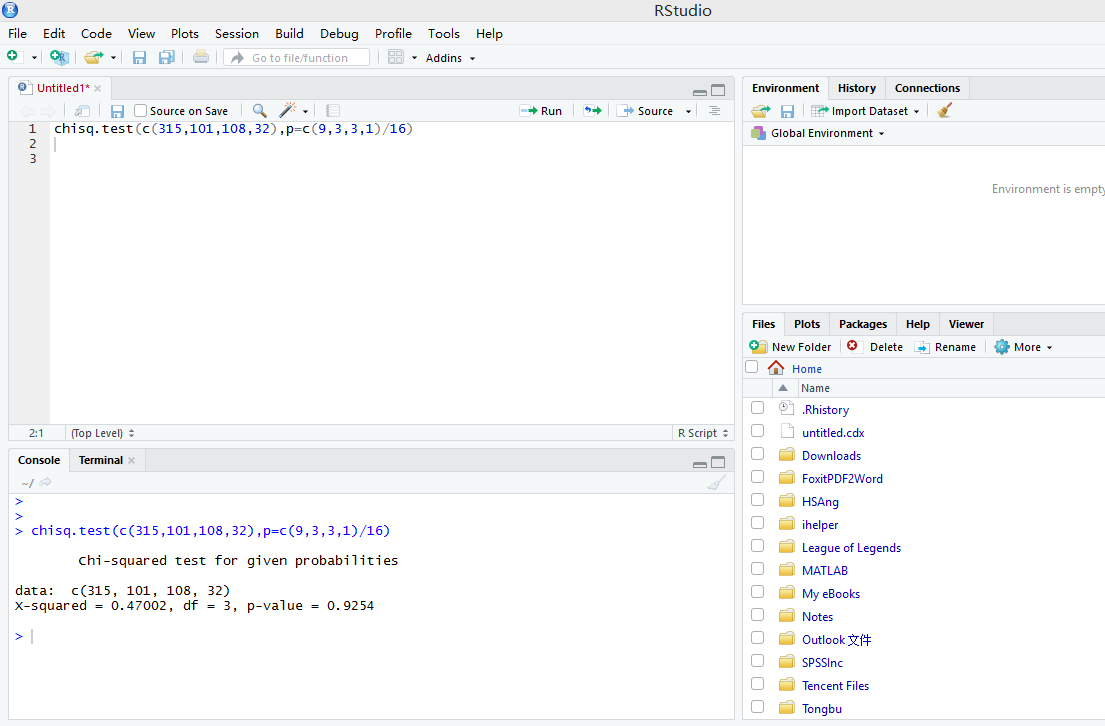 RStudio
File Edit Code View Plots Session Build Debug Profile Tools Help
Go to file/function Addins
Untitled1*
Source on Save Run Source
1 chisq.test(c(315,101,108,32),p=c(9,3,3,1)/16)
2
3
2:1 (Top Level) R Script
Console Terminal
~/
>
>
> chisq.test(c(315,101,108,32),p=c(9,3,3,1)/16)
Chi-squared test for given probabilities
data: c(315, 101, 108, 32)
X-squared = 0.47002, df = 3, p-value = 0.9254
>
Environment History Connections
Import Dataset
Global Environment
Environment is empty
Files Plots Packages Help Viewer
New Folder Delete Rename More
Home
Name
.Rhistory
untitled.cdx
Downloads
FoxitPDF2Word
HSAng
ihelper
League of Legends
MATLAB
My eBooks
Notes
Outlook 文件
SPSSInc
Tencent Files
Tongbu